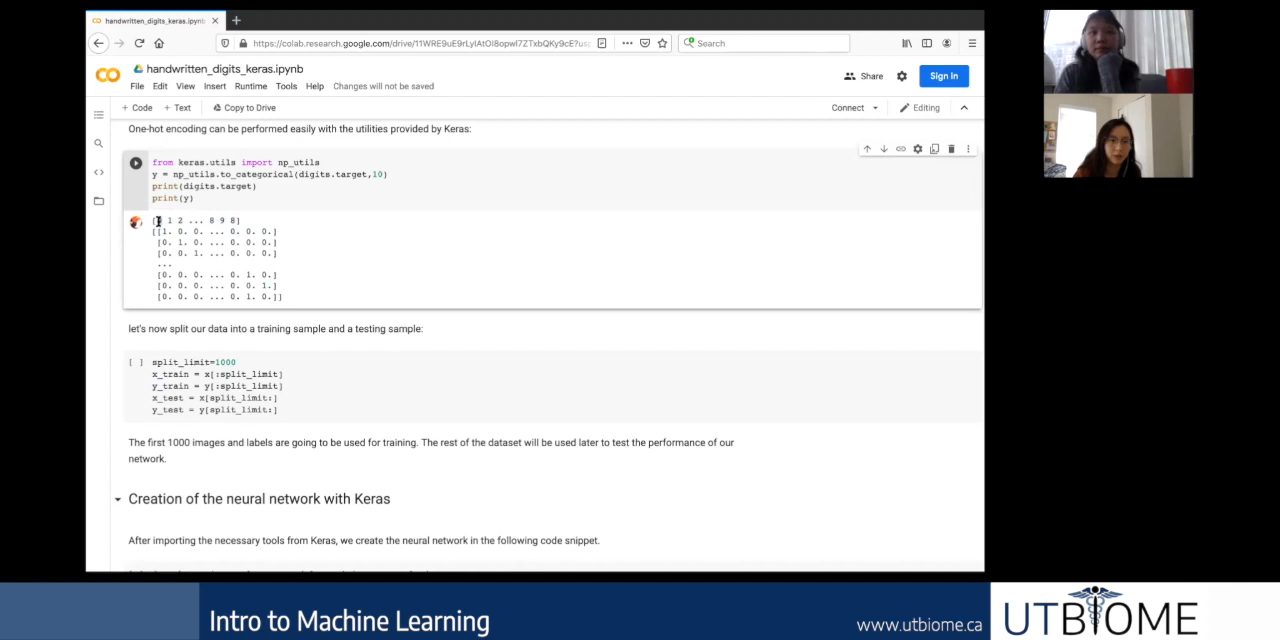 handwritten_digits_keras.ipynb
https://colab.research.google.com/drive/11WRE9uE9rLyIAtOI8opwI7ZTxbQKy9cE?us
Search
handwritten_digits_keras.ipynb
Share
Sign in
File Edit View Insert Runtime Tools Help Changes will not be saved
+ Code + Text Copy to Drive
Connect
Editing
One-hot encoding can be performed easily with the utilities provided by Keras:
from keras.utils import np_utils
y = np_utils.to_categorical(digits.target,10)
print(digits.target)
print(y)
[ 1 2 ... 8 9 8]
[[1. 0. 0. ... 0. 0. 0.]
[0. 1. 0. ... 0. 0. 0.]
[0. 0. 1. ... 0. 0. 0.]
...
[0. 0. 0. ... 0. 1. 0.]
[0. 0. 0. ... 0. 0. 1.]
[0. 0. 0. ... 0. 1. 0.]]
let's now split our data into a training sample and a testing sample:
[ ] split_limit=1000
x_train = x[:split_limit]
y_train = y[:split_limit]
x_test = x[split_limit:]
y_test = y[split_limit:]
The first 1000 images and labels are going to be used for training. The rest of the dataset will be used later to test the performance of our
network.
Creation of the neural network with Keras
After importing the necessary tools from Keras, we create the neural network in the following code snippet.
Intro to Machine Learning
www.utbiome.ca
UTBIOME